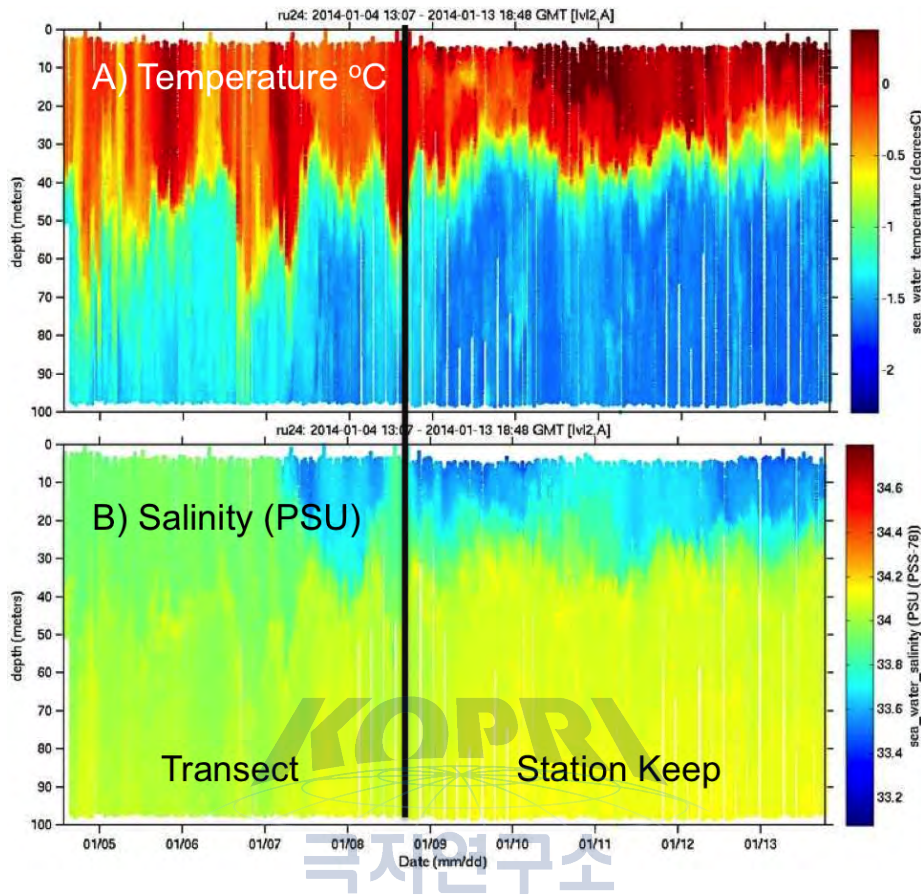 ru24: 2014-01-04 13:07 - 2014-01-13 18:48 GMT [lvl2,A]
A) Temperature °C
0
10
20
30
40
50
60
70
80
90
100
depth (meters)
0
-0.5
-1
-1.5
-2
sea_water_temperature (degreesC)
ru24: 2014-01-04 13:07 - 2014-01-13 18:48 GMT [lvl2,A]
B) Salinity (PSU)
0
10
20
30
40
50
60
70
80
90
100
depth (meters)
34.6
34.4
34.2
34
33.8
33.6
33.4
33.2
sea_water_salinity (PSU (PSS-78))
KOPRI
Transect
Station Keep
01/05 01/06 01/07 01/08 01/09 01/10 01/11 01/12 01/13
Date (mm/dd)
극지연구소